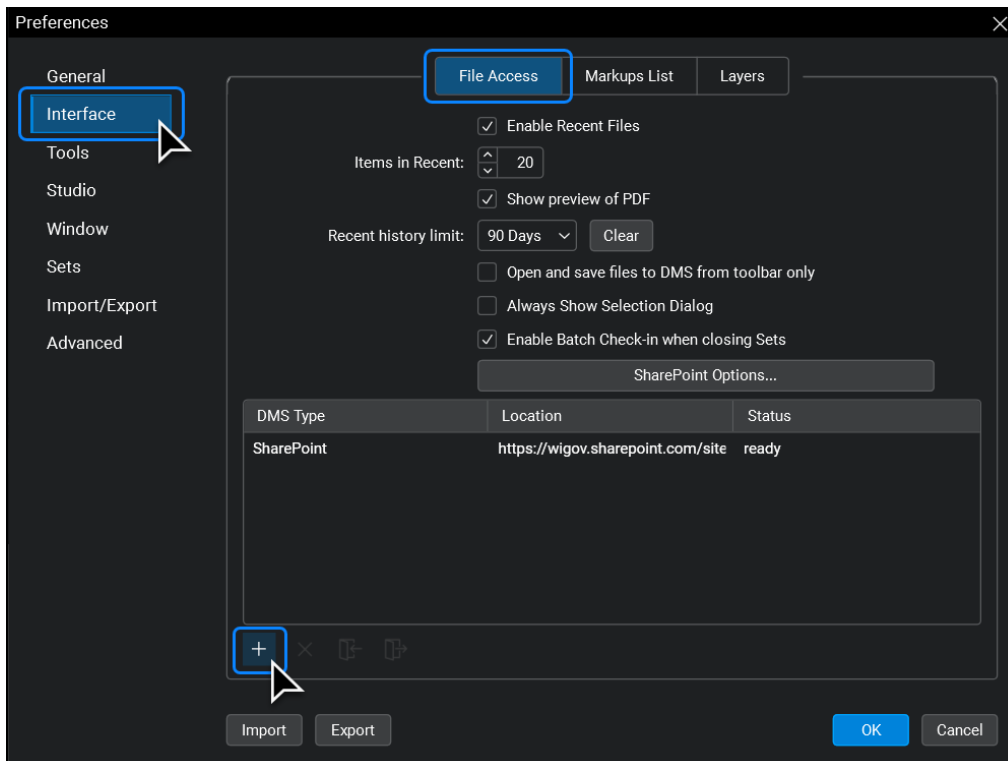 Preferences
General
Interface
Tools
Studio
Window
Sets
Import/Export
Advanced
File Access
Markups List
Layers
Enable Recent Files
Items in Recent: 20
Show preview of PDF
Recent history limit: 90 Days Clear
Open and save files to DMS from toolbar only
Always Show Selection Dialog
Enable Batch Check-in when closing Sets
SharePoint Options...
DMS Type Location Status
SharePoint https://wigov.sharepoint.com/site ready
Import Export OK Cancel